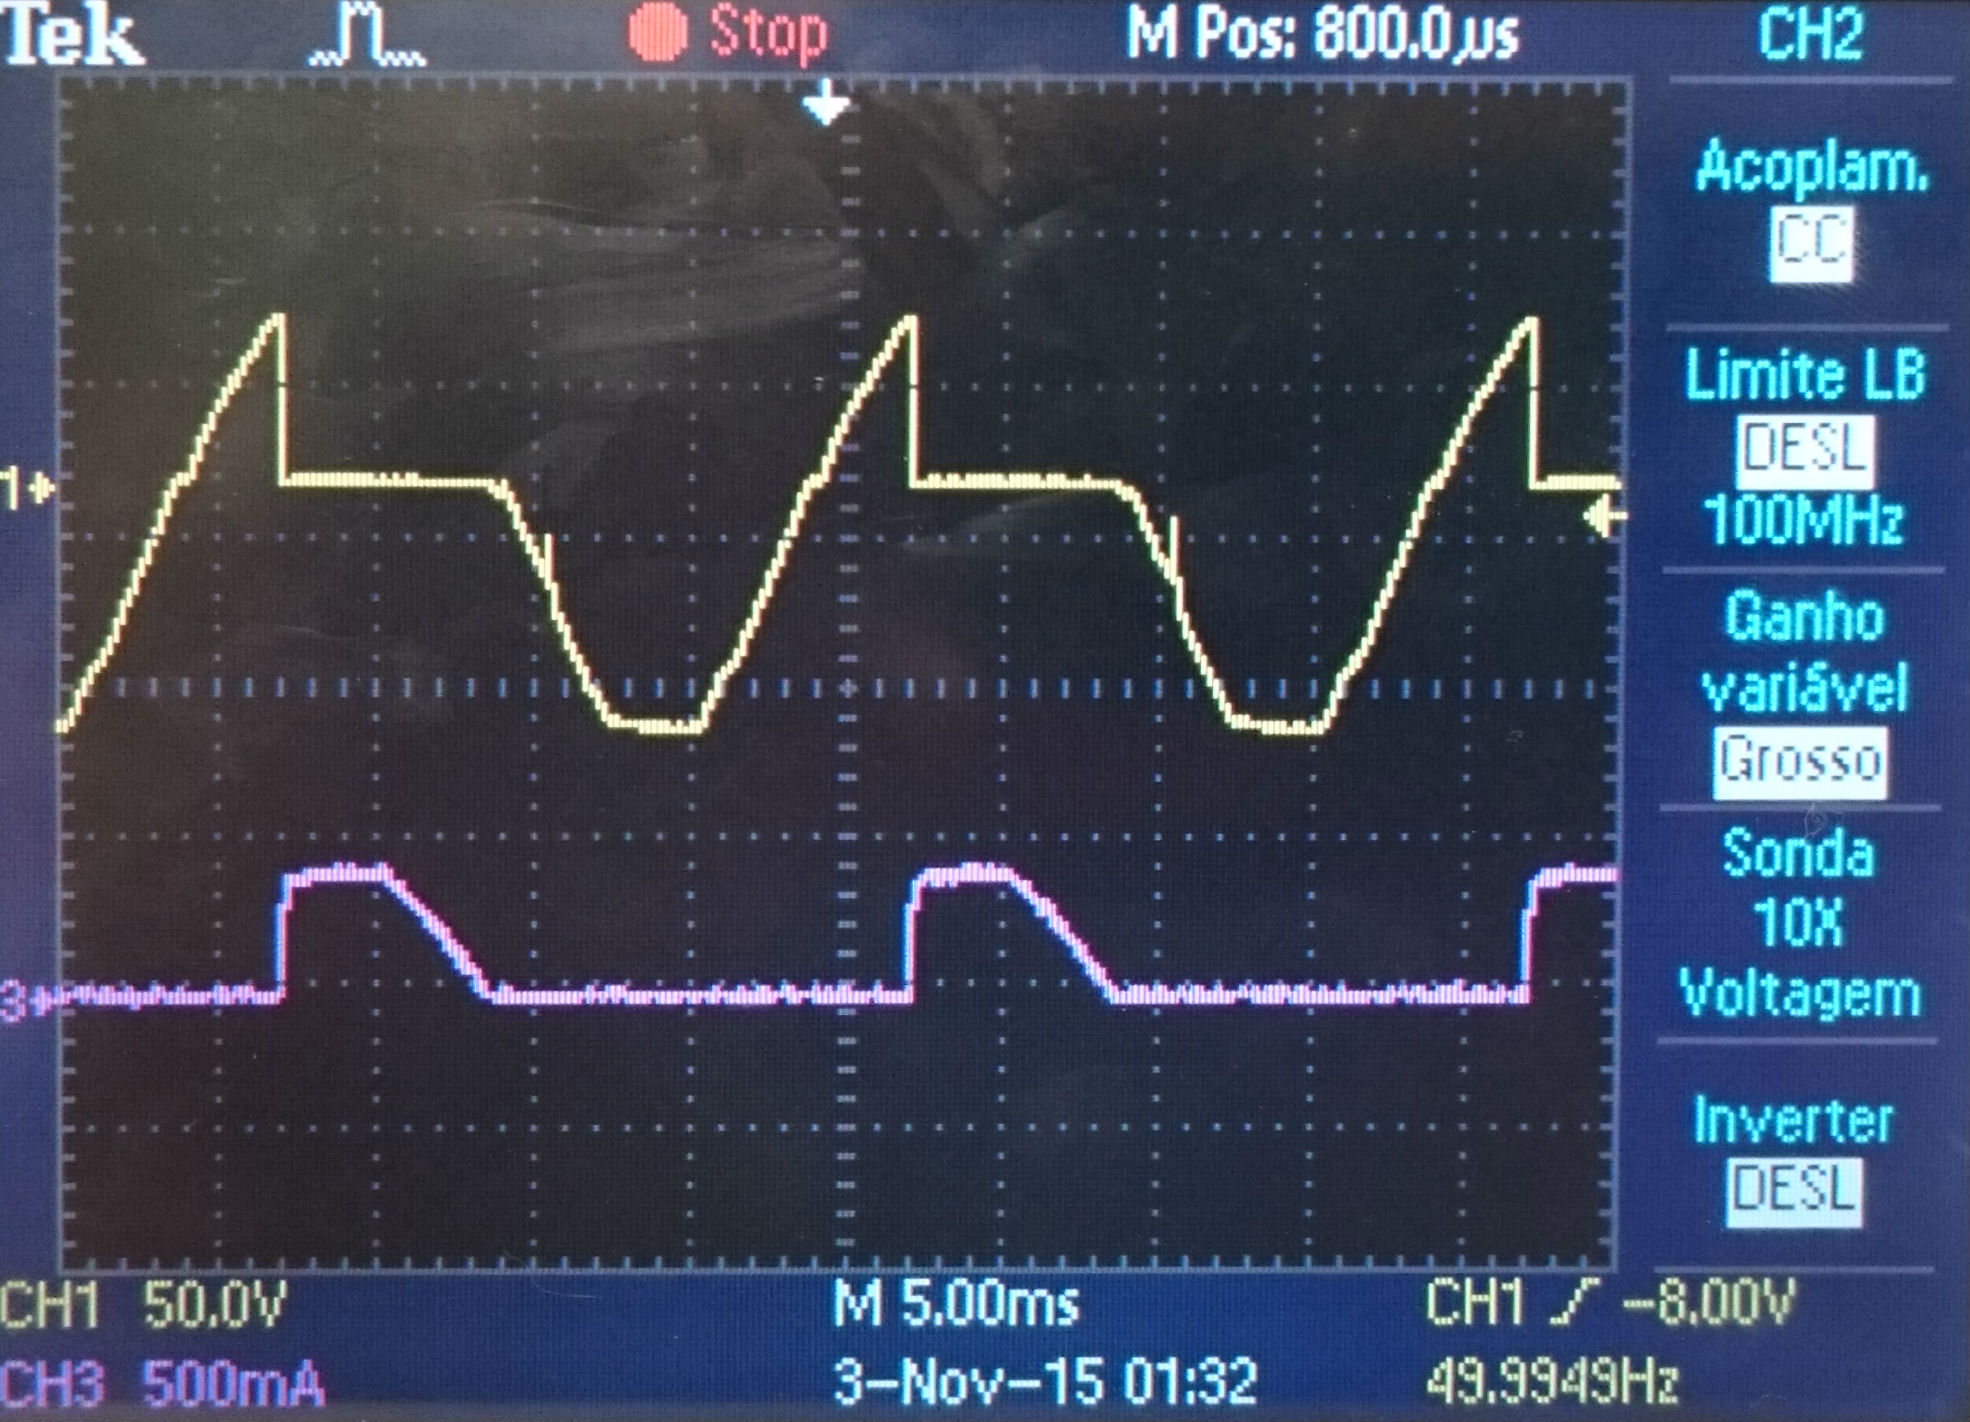 Tek Stop M Pos: 800.0µs CH2
Acoplam.
CC
1
Limite LB
DESL
100MHz
Ganho
variável
Grosso
Sonda
10X
Voltagem
3
Inverter
DESL
CH1 50.0V M 5.00ms CH1 -8.00V
CH3 500mA 3-Nov-15 01:32 49.9949Hz